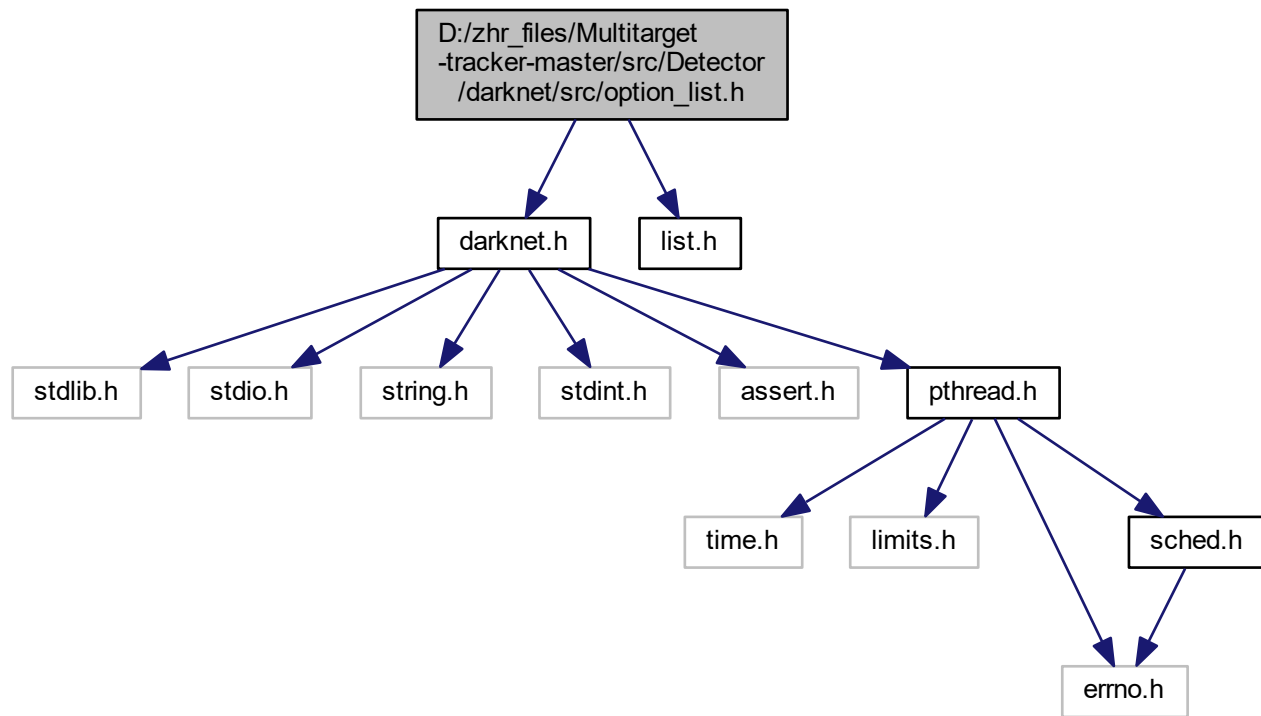 D:/zhr_files/Multitarget
-tracker-master/src/Detector
/darknet/src/option_list.h
darknet.h
list.h
stdlib.h
stdio.h
string.h
stdint.h
assert.h
pthread.h
time.h
limits.h
sched.h
errno.h